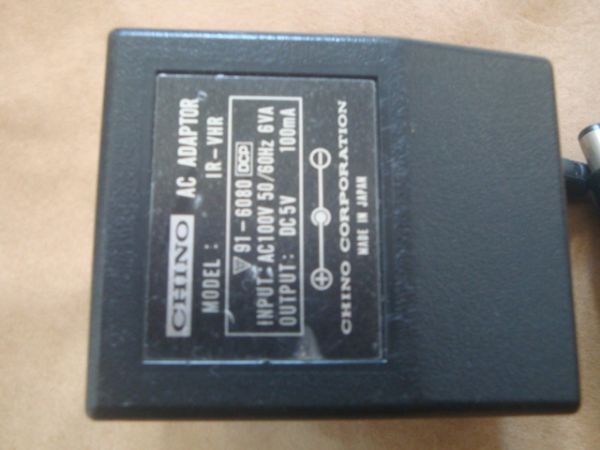 CHINO AC ADAPTOR
MODEL : IR-VHR
▽ 91-6080 DCP
INPUT: AC100V 50/60Hz 6VA
OUTPUT: DC5V 100mA
CHINO CORPORATION
MADE IN JAPAN